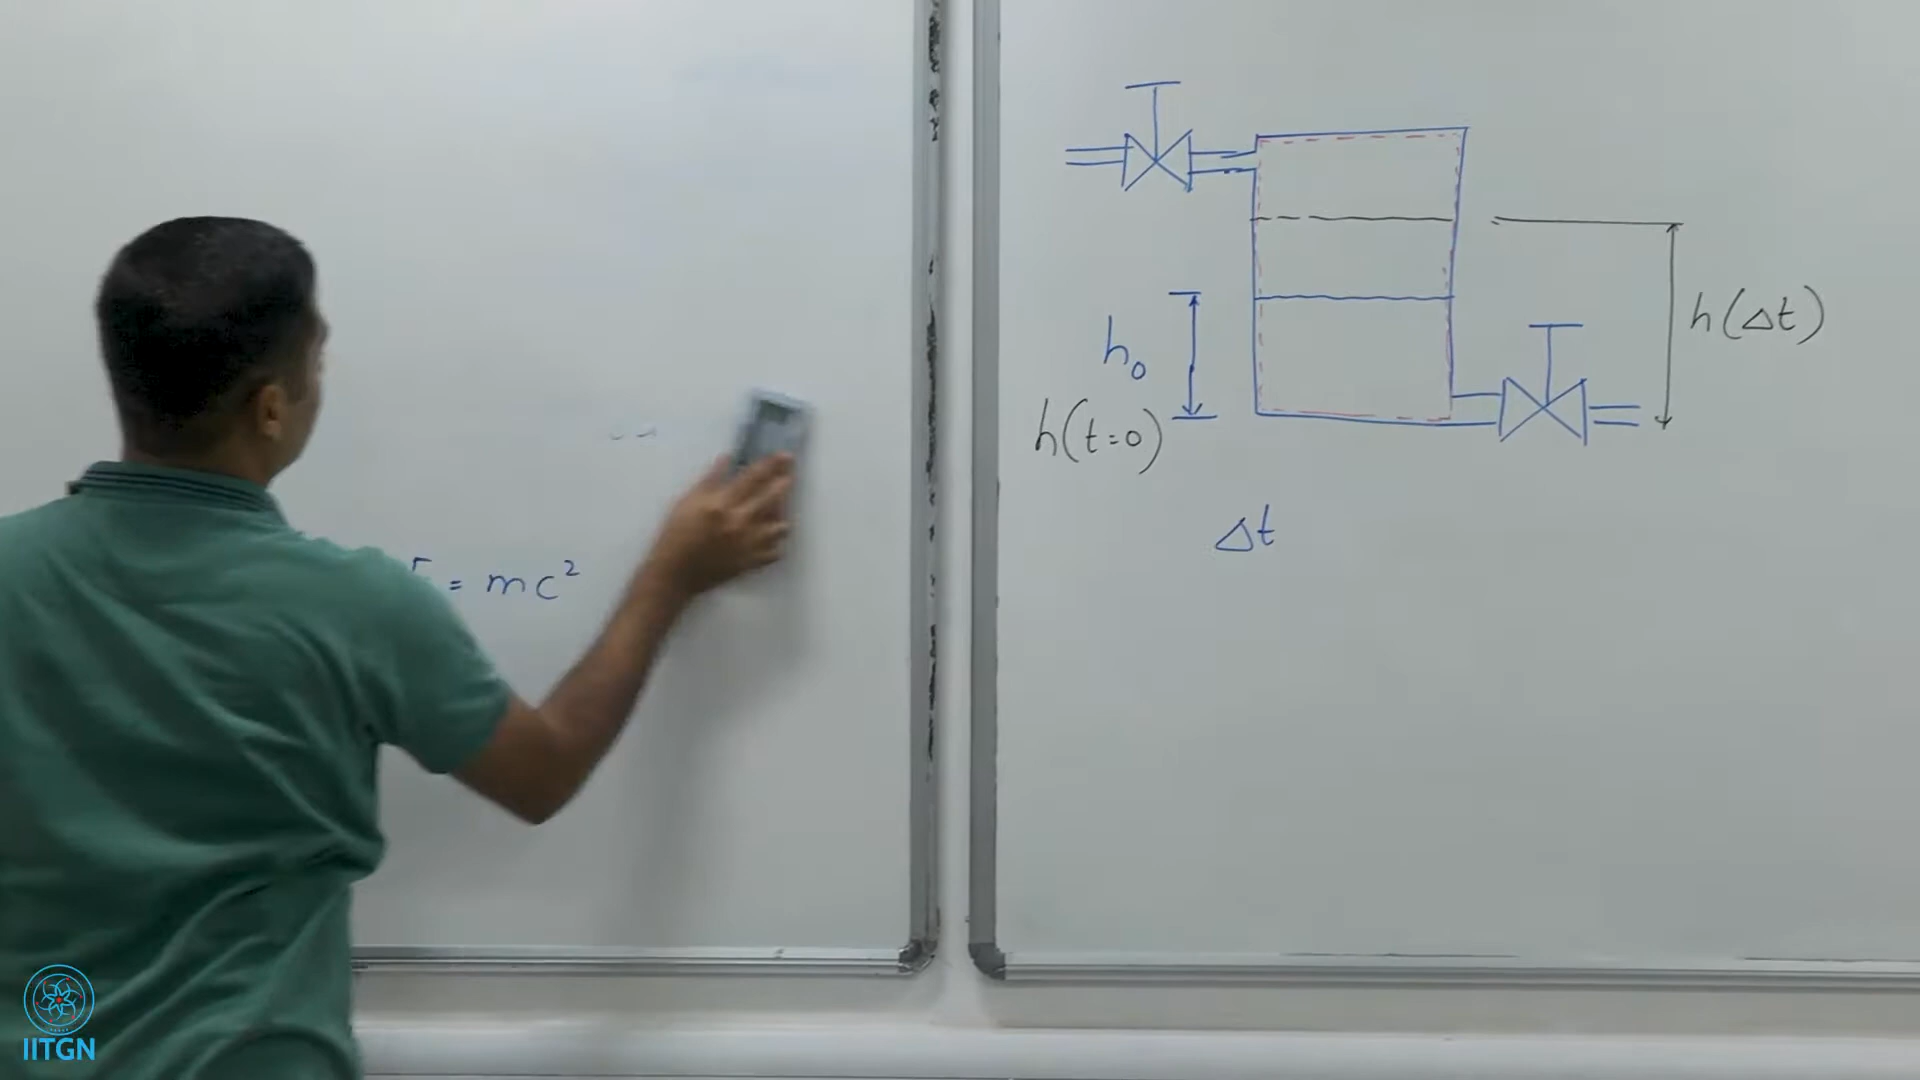 = mc²
h₀
h(t=0)
Δt
h(Δt)
IITGN